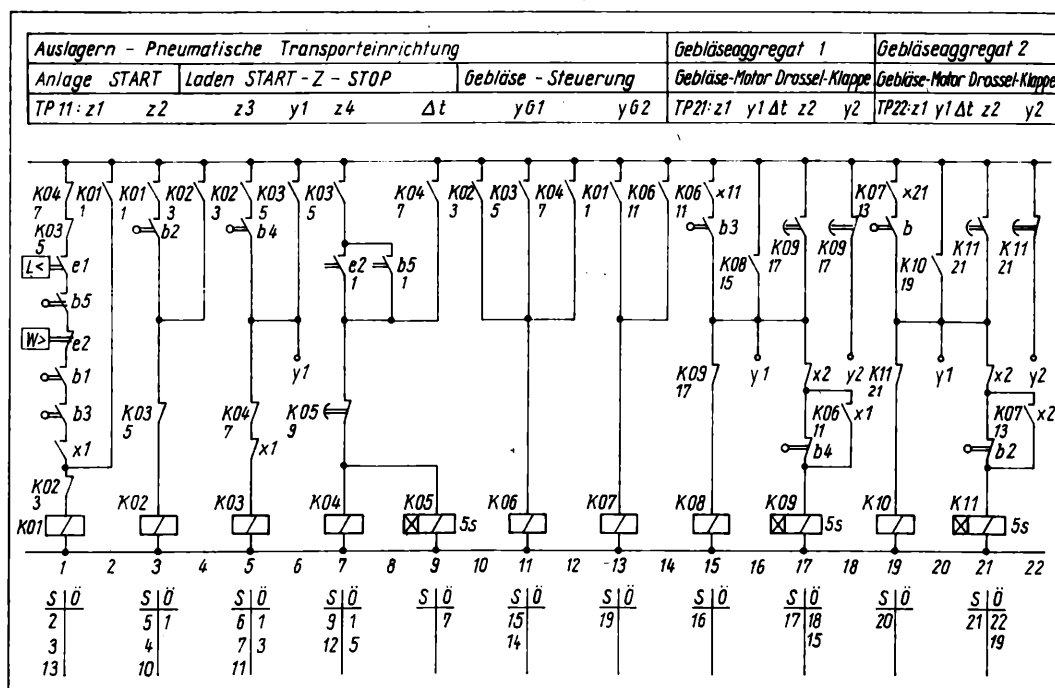 Auslagern - Pneumatische Transporteinrichtung Gebläseaggregat 1 Gebläseaggregat 2
Anlage START Laden START - Z - STOP Gebläse - Steuerung Gebläse-Motor Drossel-Klappe Gebläse-Motor Drossel-Klappe
TP11: z1 z2 z3 y1 z4 Δt yG1 yG2 TP21: z1 y1 Δt z2 y2 TP22: z1 y1 Δt z2 y2
K04 K01 K01 K02 K02 K03 K03 K04 K02 K03 K04 K01 K06 K06 x11 K07 x21
7 1 1 3 3 5 5 7 3 5 7 1 11 11 13
K03 b2 b4 b3 K09 K09 b K11 K11
5 17 17 21 21
L< e1 e2 b5 K08 K10
1 1 15 19
b5
W> e2 y1 y1 y2 y1 y2
b1 K09 x2 K11 x2
17 21
b3 K03 K04 K05 K06 x1 K07 x2
5 7 9 11 13
x1 x1 b4 b2
K02
3
K01 K02 K03 K04 K05 5s K06 K07 K08 K09 5s K10 K11 5s
1 2 3 4 5 6 7 8 9 10 11 12 -13 14 15 16 17 18 19 20 21 22
S Ö S Ö S Ö S Ö S Ö S Ö S Ö S Ö S Ö S Ö S Ö
2 5 1 6 1 9 1 7 15 19 16 17 18 20 21 22
3 4 7 3 12 5 14 15 19
13 10 11